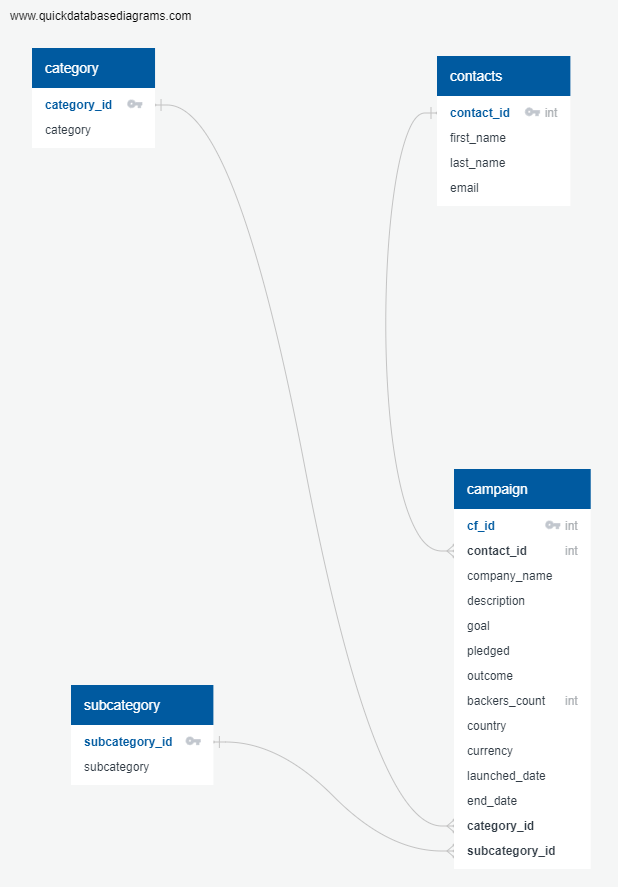 www.quickdatabasediagrams.com
category
category_id
category
contacts
contact_id int
first_name
last_name
email
campaign
cf_id int
contact_id int
company_name
description
goal
pledged
outcome
backers_count int
country
currency
launched_date
end_date
category_id
subcategory_id
subcategory
subcategory_id
subcategory